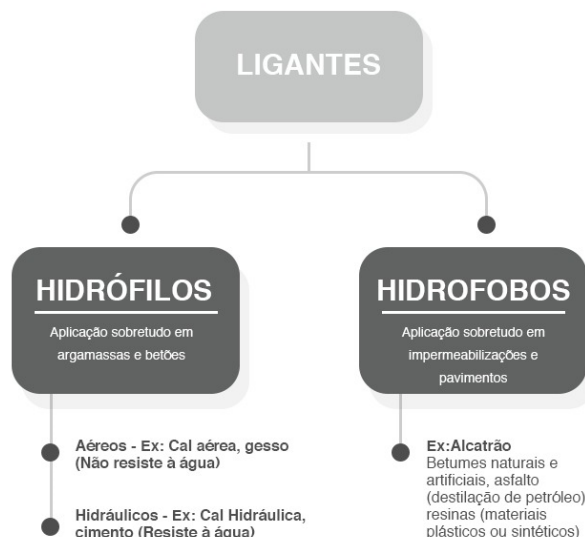 LIGANTES
HIDRÓFILOS
Aplicação sobretudo em
argamassas e betões
Aéreos - Ex: Cal aérea, gesso
(Não resiste à água)
Hidráulicos - Ex: Cal Hidráulica,
cimento (Resiste à água)
HIDROFOBOS
Aplicação sobretudo em
impermeabilizações e
pavimentos
Ex:Alcatrão
Betumes naturais e
artificiais, asfalto
(destilação de petróleo)
resinas (materiais
plásticos ou sintéticos)